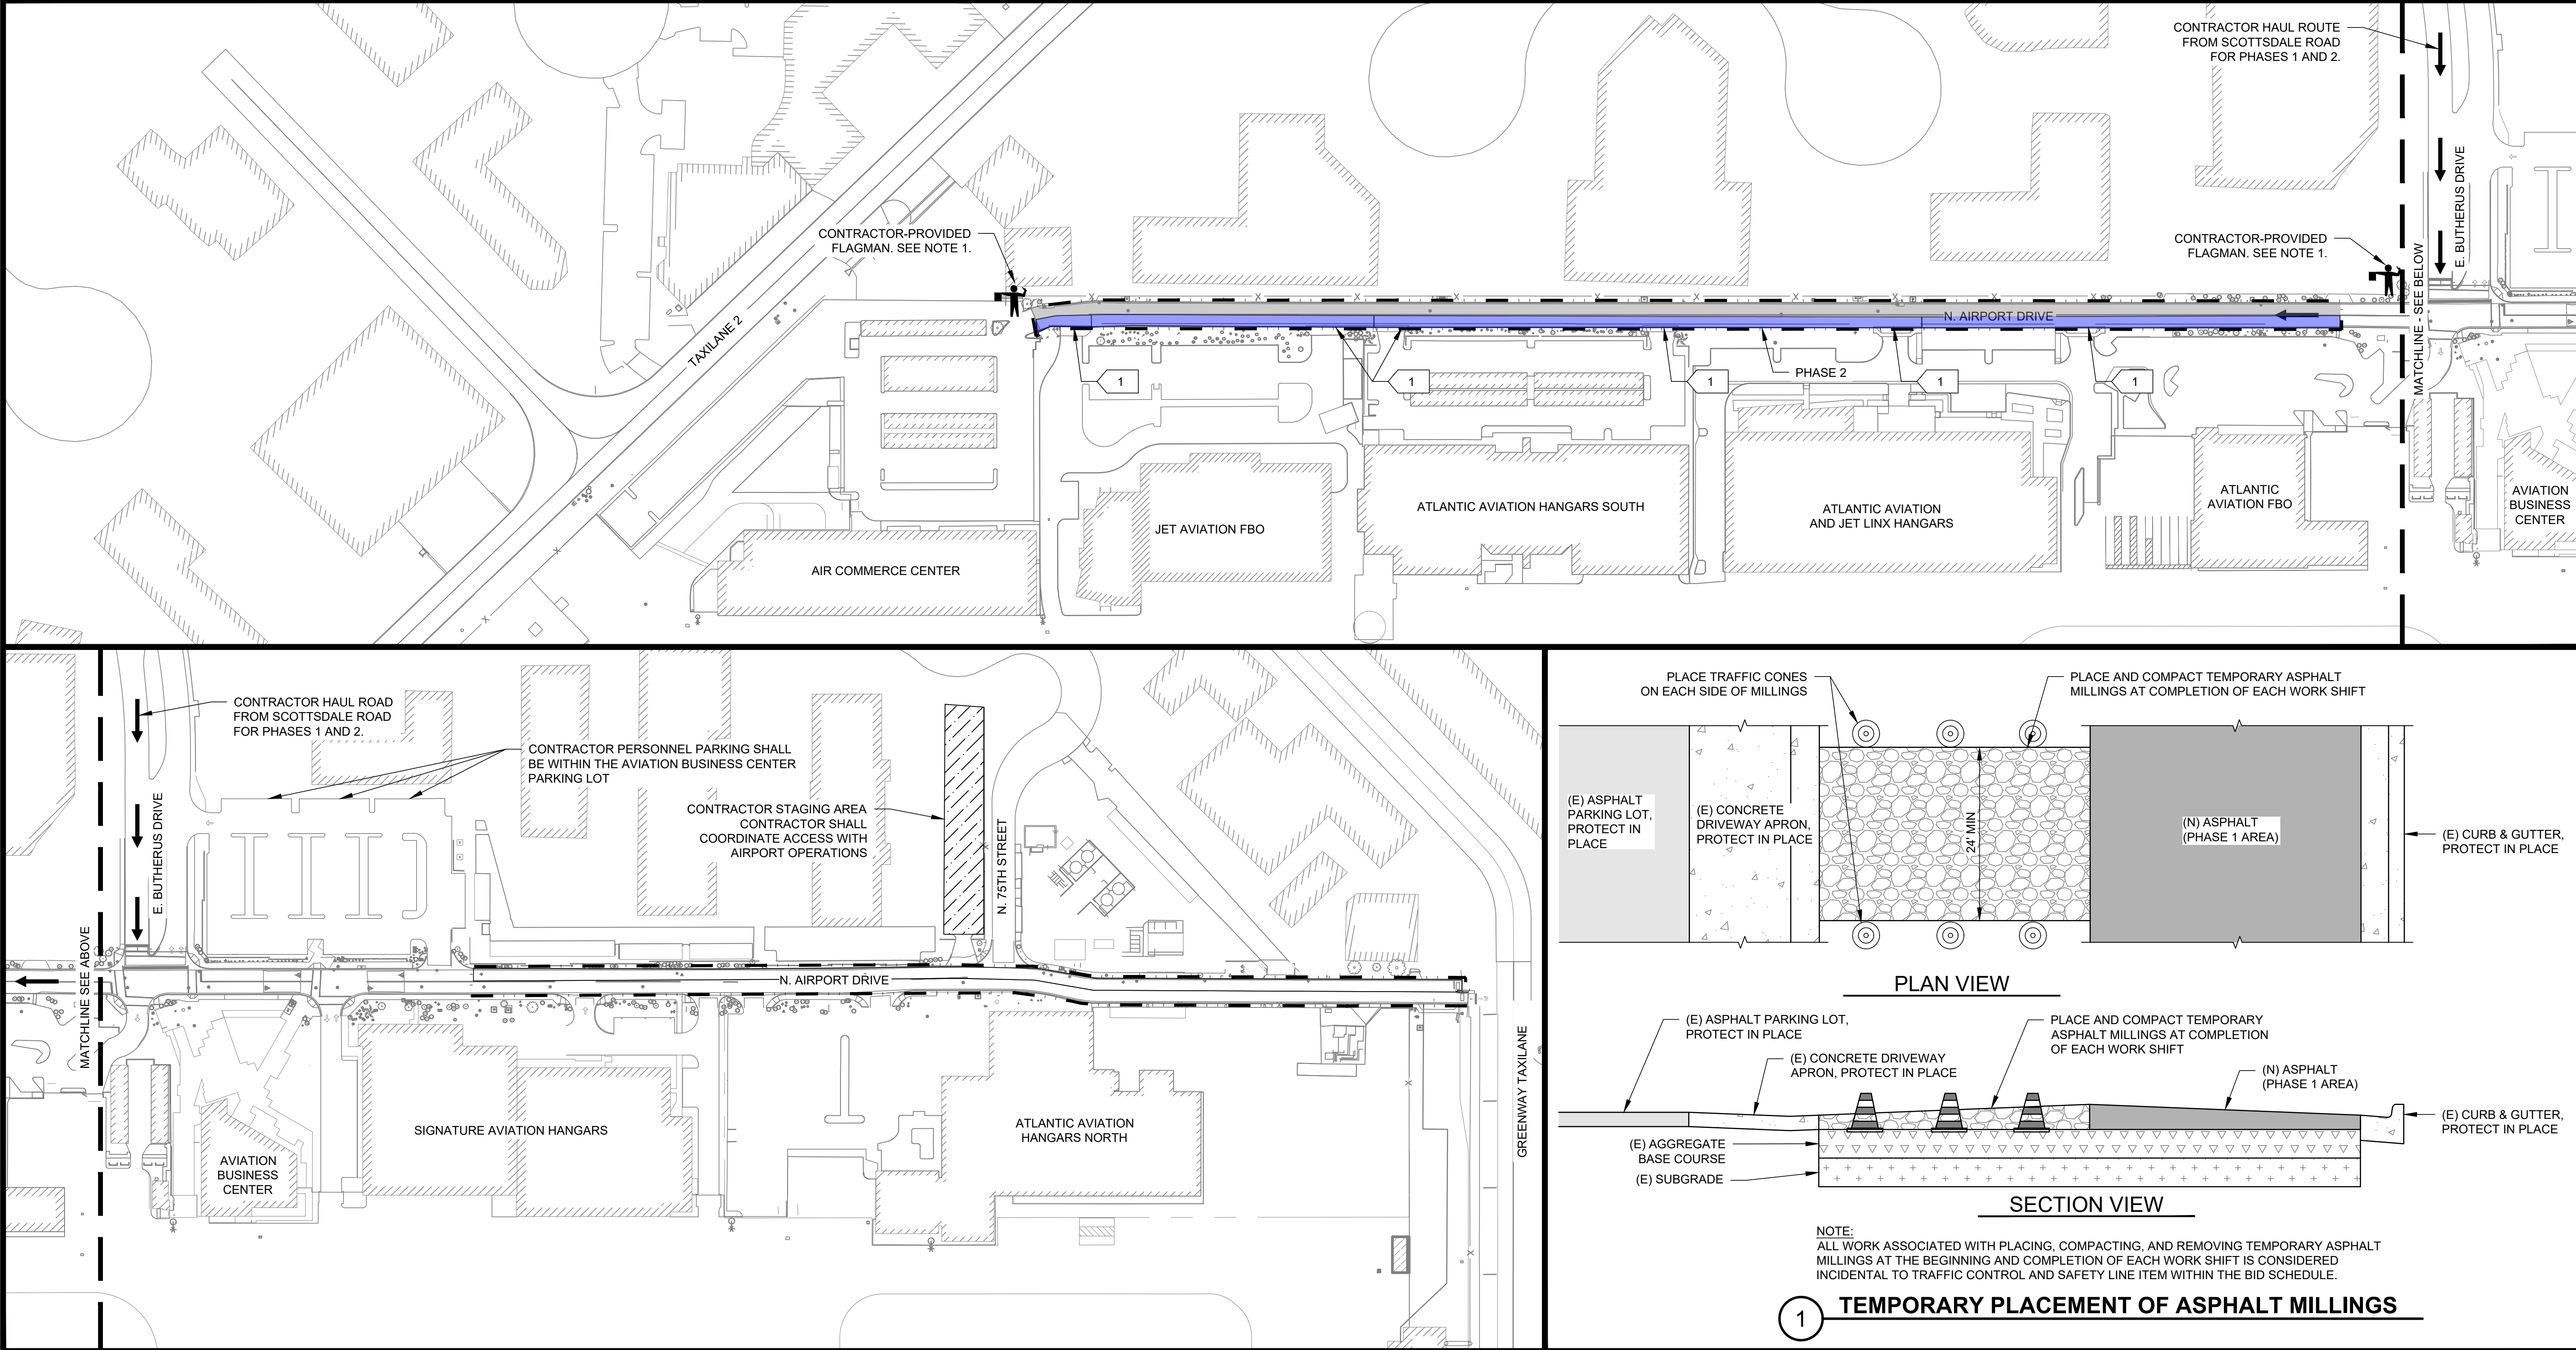 CONTRACTOR HAUL ROUTE
FROM SCOTTSDALE ROAD
FOR PHASES 1 AND 2.
E. BUTHERUS DRIVE
CONTRACTOR-PROVIDED
FLAGMAN. SEE NOTE 1.
CONTRACTOR-PROVIDED
FLAGMAN. SEE NOTE 1.
MATCHLINE - SEE BELOW
TAXILANE 2
N. AIRPORT DRIVE
1
1
1
PHASE 2
1
1
AIR COMMERCE CENTER
JET AVIATION FBO
ATLANTIC AVIATION HANGARS SOUTH
ATLANTIC AVIATION
AND JET LINX HANGARS
ATLANTIC
AVIATION FBO
AVIATION
BUSINESS
CENTER
CONTRACTOR HAUL ROAD
FROM SCOTTSDALE ROAD
FOR PHASES 1 AND 2.
CONTRACTOR PERSONNEL PARKING SHALL
BE WITHIN THE AVIATION BUSINESS CENTER
PARKING LOT
CONTRACTOR STAGING AREA
CONTRACTOR SHALL
COORDINATE ACCESS WITH
AIRPORT OPERATIONS
E. BUTHERUS DRIVE
N. 75TH STREET
MATCHLINE SEE ABOVE
N. AIRPORT DRIVE
SIGNATURE AVIATION HANGARS
ATLANTIC AVIATION
HANGARS NORTH
AVIATION
BUSINESS
CENTER
GREENWAY TAXILANE
PLACE TRAFFIC CONES
ON EACH SIDE OF MILLINGS
PLACE AND COMPACT TEMPORARY ASPHALT
MILLINGS AT COMPLETION OF EACH WORK SHIFT
(E) ASPHALT
PARKING LOT,
PROTECT IN
PLACE
(E) CONCRETE
DRIVEWAY APRON,
PROTECT IN PLACE
24' MIN
(N) ASPHALT
(PHASE 1 AREA)
(E) CURB & GUTTER,
PROTECT IN PLACE
PLAN VIEW
(E) ASPHALT PARKING LOT,
PROTECT IN PLACE
(E) CONCRETE DRIVEWAY
APRON, PROTECT IN PLACE
PLACE AND COMPACT TEMPORARY
ASPHALT MILLINGS AT COMPLETION
OF EACH WORK SHIFT
(N) ASPHALT
(PHASE 1 AREA)
(E) CURB & GUTTER,
PROTECT IN PLACE
(E) AGGREGATE
BASE COURSE
(E) SUBGRADE
SECTION VIEW
NOTE:
ALL WORK ASSOCIATED WITH PLACING, COMPACTING, AND REMOVING TEMPORARY ASPHALT
MILLINGS AT THE BEGINNING AND COMPLETION OF EACH WORK SHIFT IS CONSIDERED
INCIDENTAL TO TRAFFIC CONTROL AND SAFETY LINE ITEM WITHIN THE BID SCHEDULE.
1 TEMPORARY PLACEMENT OF ASPHALT MILLINGS